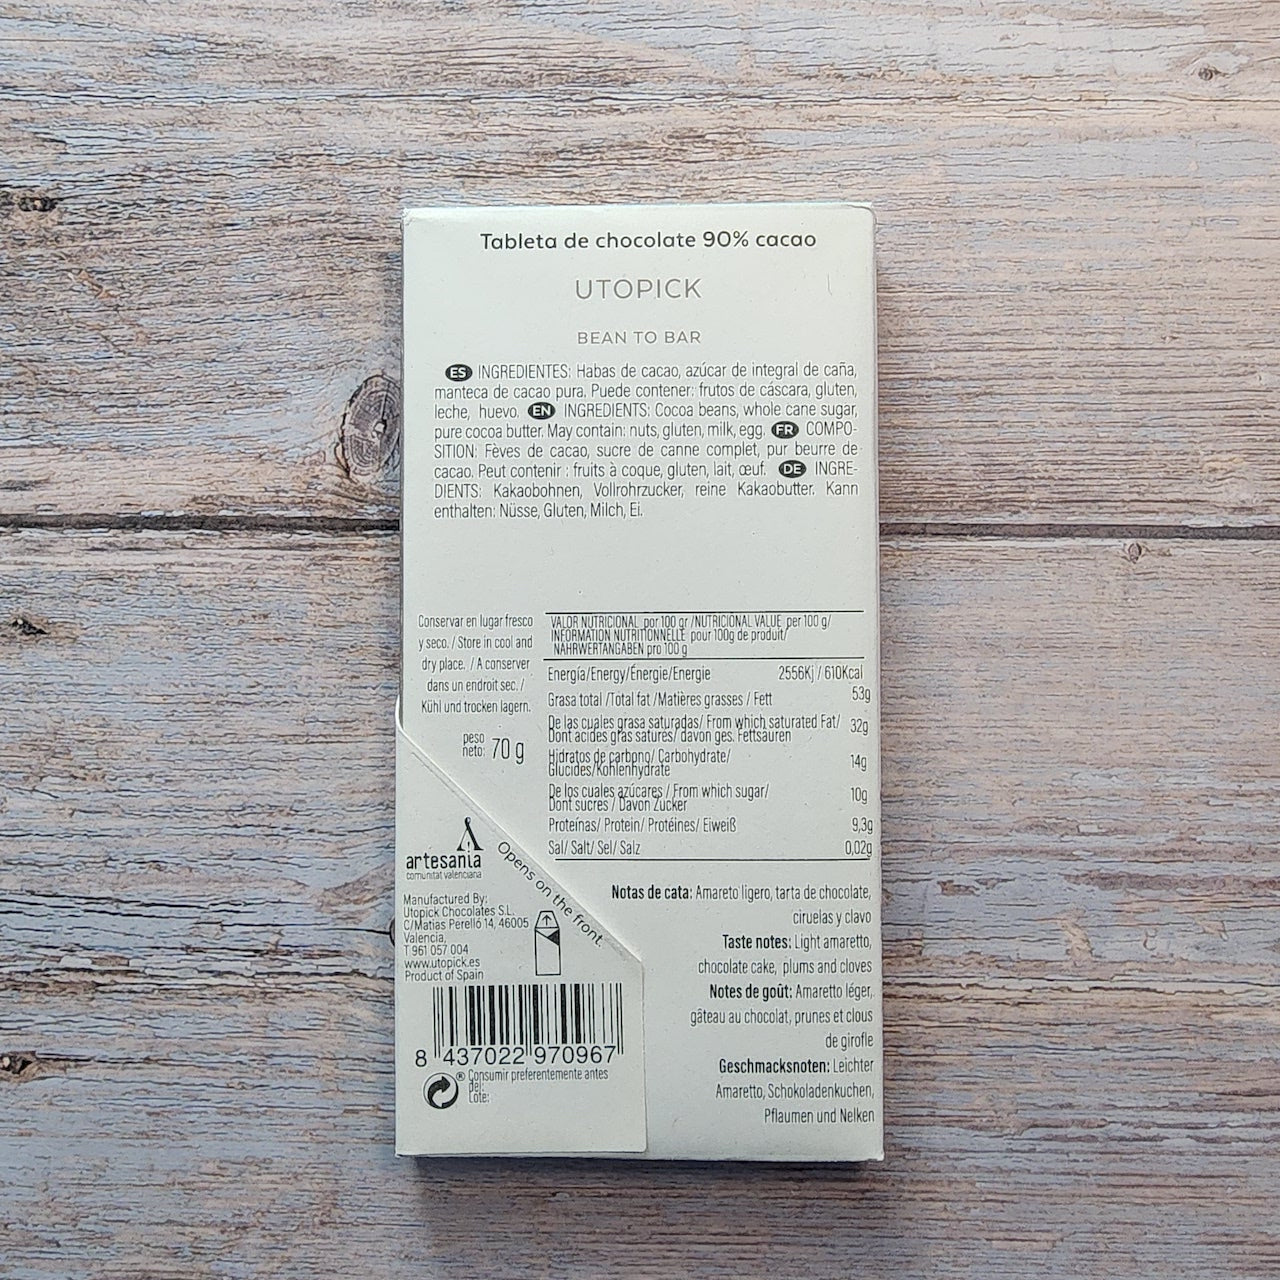 Tableta de chocolate 90% cacao
UTOPICK
BEAN TO BAR
ES INGREDIENTES: Habas de cacao, azúcar de integral de caña,
manteca de cacao pura. Puede contener: frutos de cáscara, gluten,
leche, huevo. EN INGREDIENTS: Cocoa beans, whole cane sugar,
pure cocoa butter. May contain: nuts, gluten, milk, egg. FR COMPO-
SITION: Fèves de cacao, sucre de canne complet, pur beurre de
cacao. Peut contenir : fruits à coque, gluten, lait, œuf. DE INGRE-
DIENTS: Kakaobohnen, Vollrohrzucker, reine Kakaobutter. Kann
enthalten: Nüsse, Gluten, Milch, Ei.
Conservar en lugar fresco
y seco. / Store in cool and
dry place. / A conserver
dans un endroit sec. /
Kühl und trocken lagern.
peso
neto: 70 g
VALOR NUTRICIONAL por 100 gr /NUTRICIONAL VALUE per 100 g/
INFORMATION NUTRITIONNELLE pour 100g de produit/
NAHRWERTANGABEN pro 100 g
Energía/Energy/Énergie/Energie 2556Kj / 610Kcal
Grasa total /Total fat /Matières grasses / Fett 53g
De las cuales grasa saturadas/ From which saturated Fat/ 32g
Dont acides gras saturés/ davon ges. Fettsäuren
Hidratos de carbono/ Carbohydrate/ 14g
Glucides/Kohlenhydrate
De los cuales azúcares / From which sugar/ 10g
Dont sucres / Davon Zucker
Proteínas/ Protein/ Protéines/ Eiweiß 9,3g
Sal/ Salt/ Sel/ Salz 0,02g
artesanía
comunitat valenciana
Opens on the front.
Manufactured By:
Utopick Chocolates S.L.
C/Matías Perelló 14, 46005
Valencia,
T 961 057 004
www.utopick.es
Product of Spain
8 437022 970967
® Consumir preferentemente antes
del:
Lote:
Notas de cata: Amareto ligero, tarta de chocolate,
ciruelas y clavo
Taste notes: Light amaretto,
chocolate cake, plums and cloves
Notes de goût: Amaretto léger,
gâteau au chocolat, prunes et clous
de girofle
Geschmacksnoten: Leichter
Amaretto, Schokoladenkuchen,
Pflaumen und Nelken